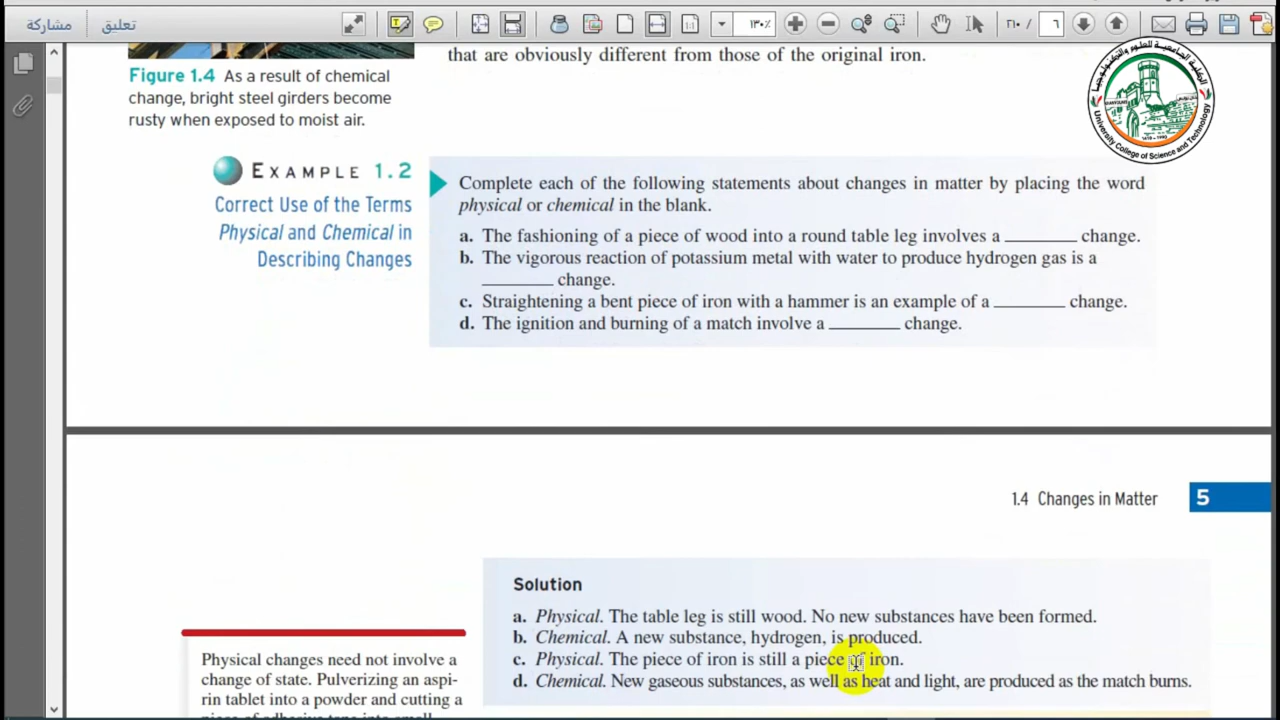 مشاركة
تعليق
١٣٠٪
٢١٠ /
٦
that are obviously different from those of the original iron.
Figure 1.4 As a result of chemical
change, bright steel girders become
rusty when exposed to moist air.
University College of Science and Technology
EXAMPLE 1.2
Correct Use of the Terms
Physical and Chemical in
Describing Changes
Complete each of the following statements about changes in matter by placing the word
physical or chemical in the blank.
a. The fashioning of a piece of wood into a round table leg involves a ________ change.
b. The vigorous reaction of potassium metal with water to produce hydrogen gas is a
________ change.
c. Straightening a bent piece of iron with a hammer is an example of a ________ change.
d. The ignition and burning of a match involve a ________ change.
1.4 Changes in Matter
5
Solution
a. Physical. The table leg is still wood. No new substances have been formed.
b. Chemical. A new substance, hydrogen, is produced.
c. Physical. The piece of iron is still a piece of iron.
d. Chemical. New gaseous substances, as well as heat and light, are produced as the match burns.
Physical changes need not involve a
change of state. Pulverizing an aspi-
rin tablet into a powder and cutting a